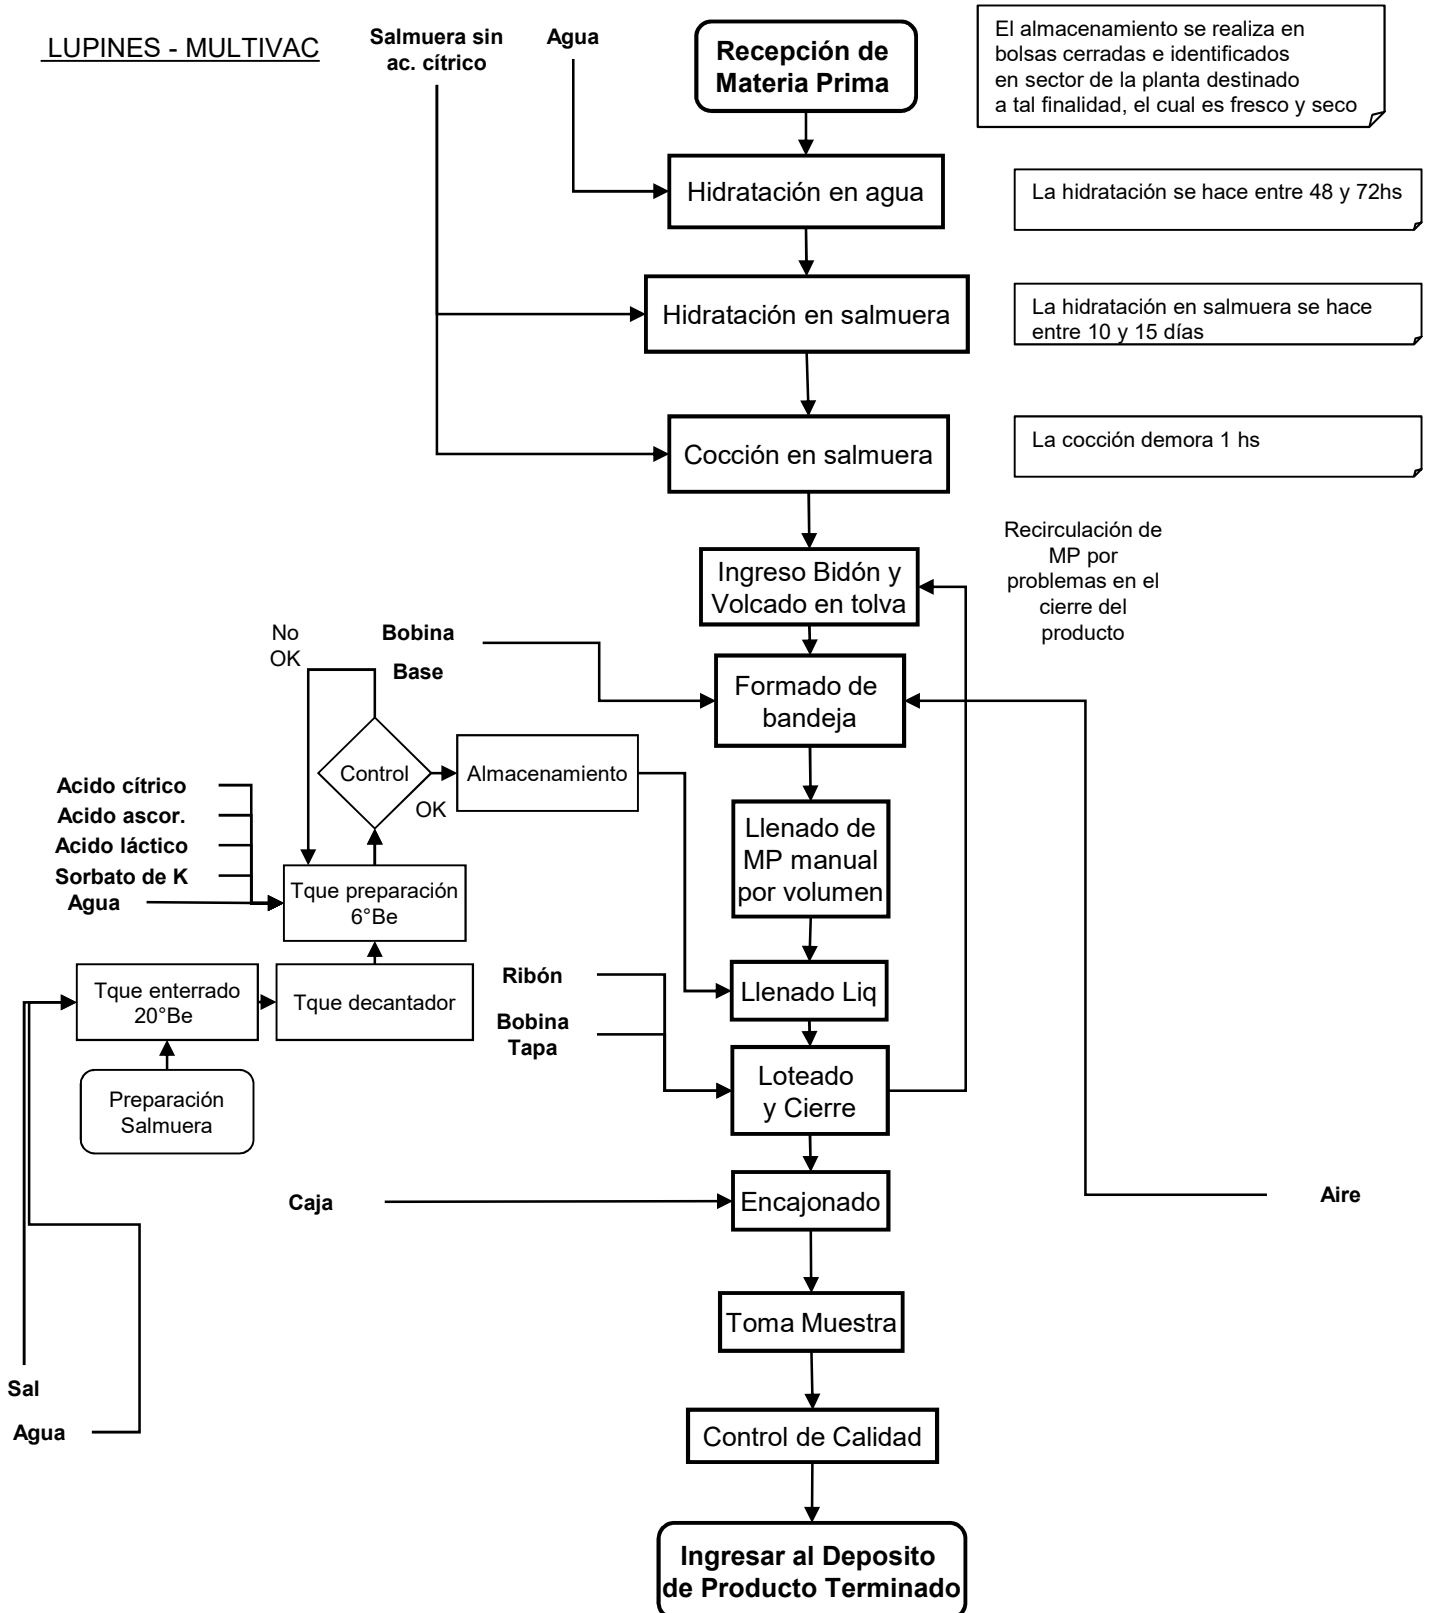 LUPINES - MULTIVAC
Salmuera sin
ac. cítrico
Agua
Recepción de
Materia Prima
El almacenamiento se realiza en
bolsas cerradas e identificados
en sector de la planta destinado
a tal finalidad, el cual es fresco y seco
Hidratación en agua
La hidratación se hace entre 48 y 72hs
Hidratación en salmuera
La hidratación en salmuera se hace
entre 10 y 15 días
Cocción en salmuera
La cocción demora 1 hs
Ingreso Bidón y
Volcado en tolva
Recirculación de
MP por
problemas en el
cierre del
producto
No
OK
Bobina
Base
Formado de
bandeja
Control
OK
Almacenamiento
Acido cítrico
Acido ascor.
Acido láctico
Sorbato de K
Agua
Tque preparación
6°Be
Llenado de
MP manual
por volumen
Tque enterrado
20°Be
Tque decantador
Ribón
Bobina
Tapa
Llenado Liq
Preparación
Salmuera
Loteado
y Cierre
Caja
Encajonado
Aire
Toma Muestra
Sal
Agua
Control de Calidad
Ingresar al Deposito
de Producto Terminado